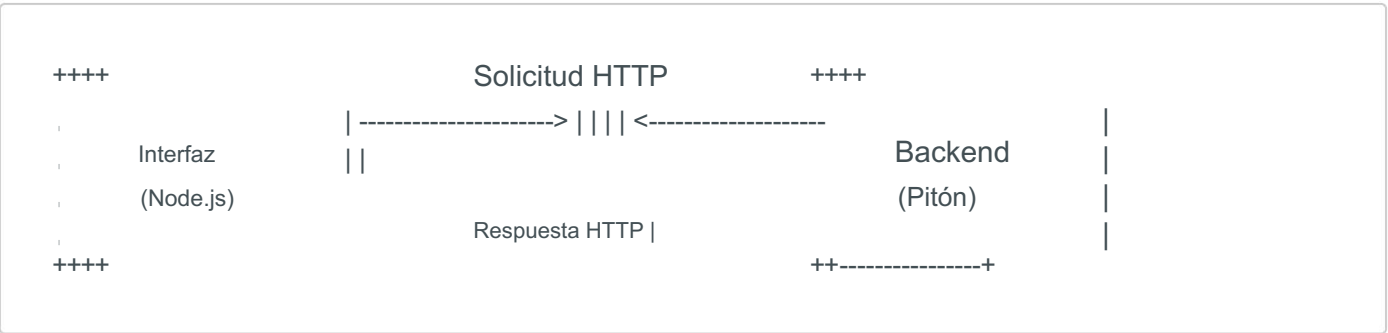 ++++ Solicitud HTTP ++++
| ----------------------> | | | | <-------------------- |
Interfaz | | Backend |
(Node.js) (Pitón) |
Respuesta HTTP | |
++++ ++----------------+